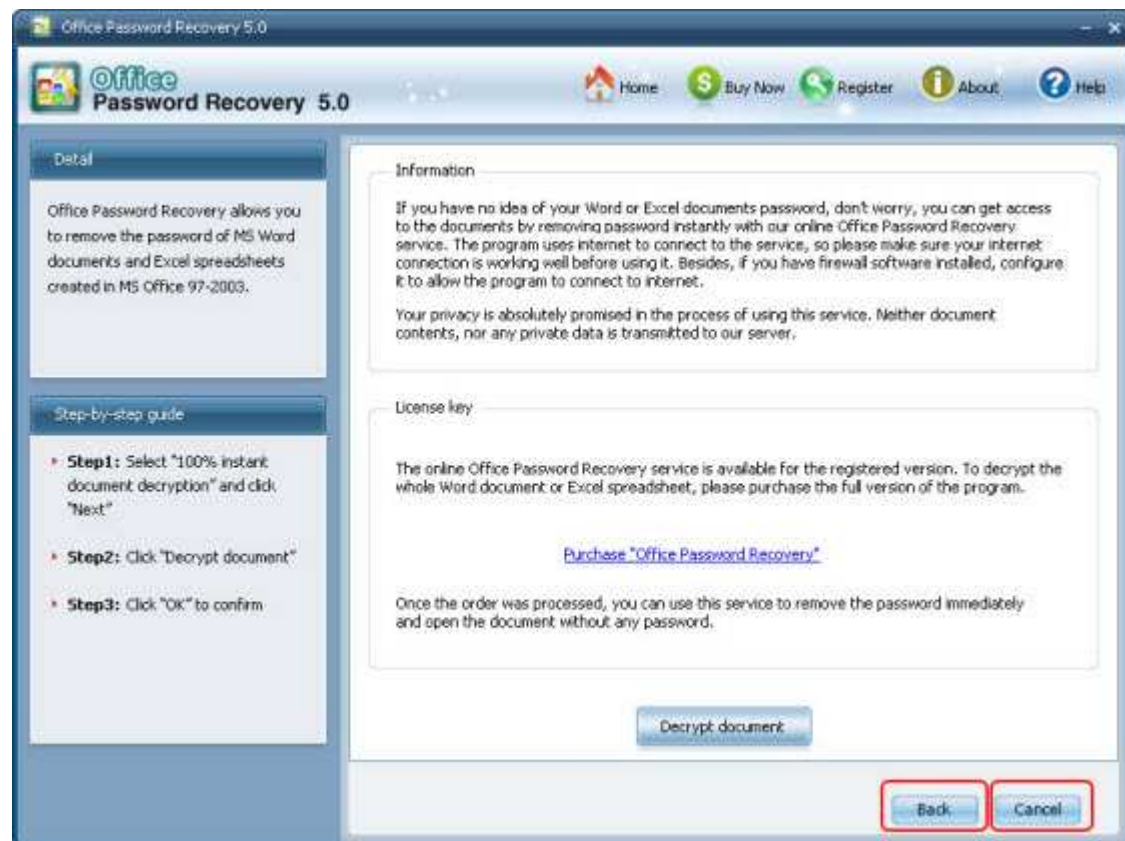 Office Password Recovery 5.0
Office
Password Recovery 5.0
Home
Buy Now
Register
About
Help
Detail
Office Password Recovery allows you
to remove the password of MS Word
documents and Excel spreadsheets
created in MS Office 97-2003.
Step-by-step guide
Step1: Select "100% instant
document decryption" and click
"Next"
Step2: Click "Decrypt document"
Step3: Click "OK" to confirm
Information
If you have no idea of your Word or Excel documents password, don't worry, you can get access
to the documents by removing password instantly with our online Office Password Recovery
service. The program uses internet to connect to the service, so please make sure your internet
connection is working well before using it. Besides, if you have firewall software installed, configure
it to allow the program to connect to internet.
Your privacy is absolutely promised in the process of using this service. Neither document
contents, nor any private data is transmitted to our server.
License key
The online Office Password Recovery service is available for the registered version. To decrypt the
whole Word document or Excel spreadsheet, please purchase the full version of the program.
Purchase "Office Password Recovery"
Once the order was processed, you can use this service to remove the password immediately
and open the document without any password.
Decrypt document
Back
Cancel